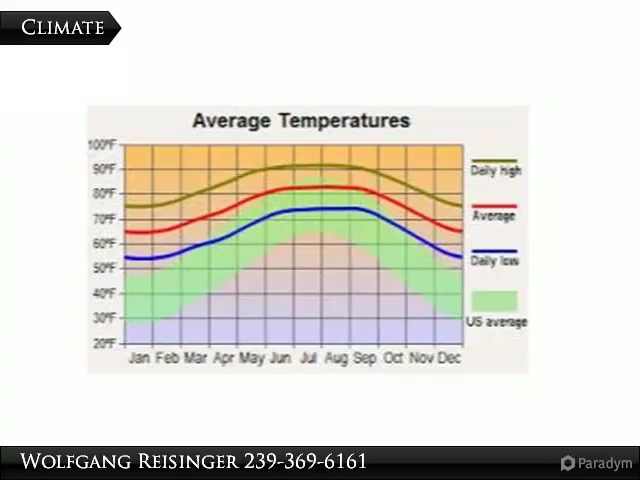 Climate
Average Temperatures
100°F
90°F
80°F
70°F
60°F
50°F
40°F
30°F
20°F
Jan Feb Mar Apr May Jun Jul Aug Sep Oct Nov Dec
Daily high
Average
Daily low
US average
Wolfgang Reisinger 239-369-6161
Paradym